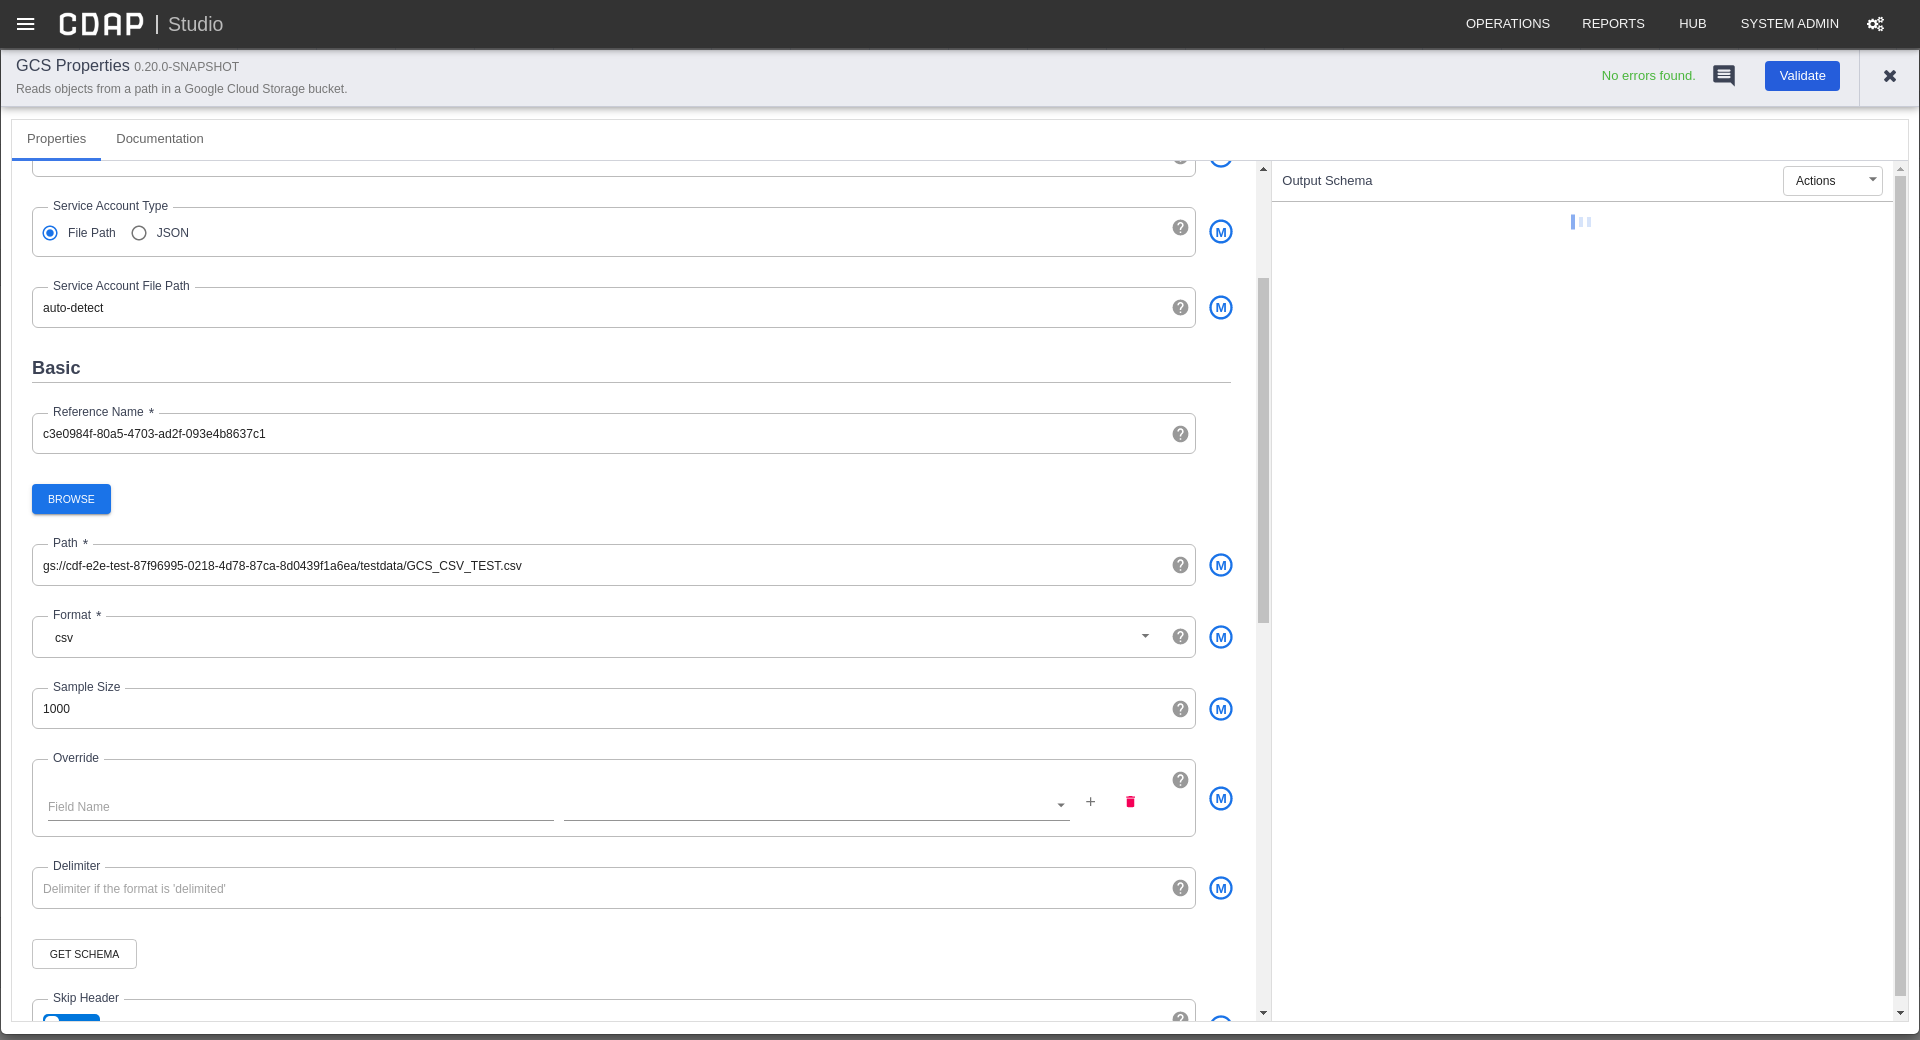 CDAP | Studio
OPERATIONS REPORTS HUB SYSTEM ADMIN
GCS Properties 0.20.0-SNAPSHOT
Reads objects from a path in a Google Cloud Storage bucket.
No errors found.
Validate
Properties Documentation
Output Schema
Actions
Service Account Type
File Path JSON
M
Service Account File Path
auto-detect
M
Basic
Reference Name *
c3e0984f-80a5-4703-ad2f-093e4b8637c1
BROWSE
Path *
gs://cdf-e2e-test-87f96995-0218-4d78-87ca-8d0439f1a6ea/testdata/GCS_CSV_TEST.csv
M
Format *
csv
M
Sample Size
1000
M
Override
Field Name
M
Delimiter
Delimiter if the format is 'delimited'
M
GET SCHEMA
Skip Header